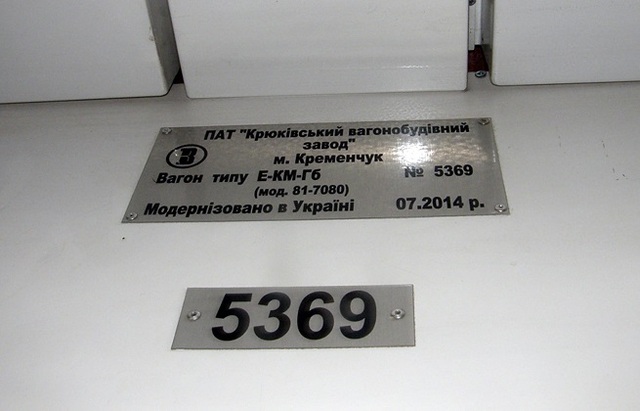 ПАТ "Крюківський вагонобудівний
завод"
м. Кременчук
Вагон типу Е-КМ-Гб № 5369
(мод. 81-7080)
Модернізовано в Україні 07.2014 р.
5369